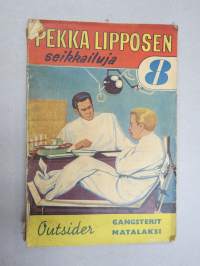 PEKKA LIPPOSEN
seikkailuja
8
Outsider
GANGSTERIT
MATALAKSI